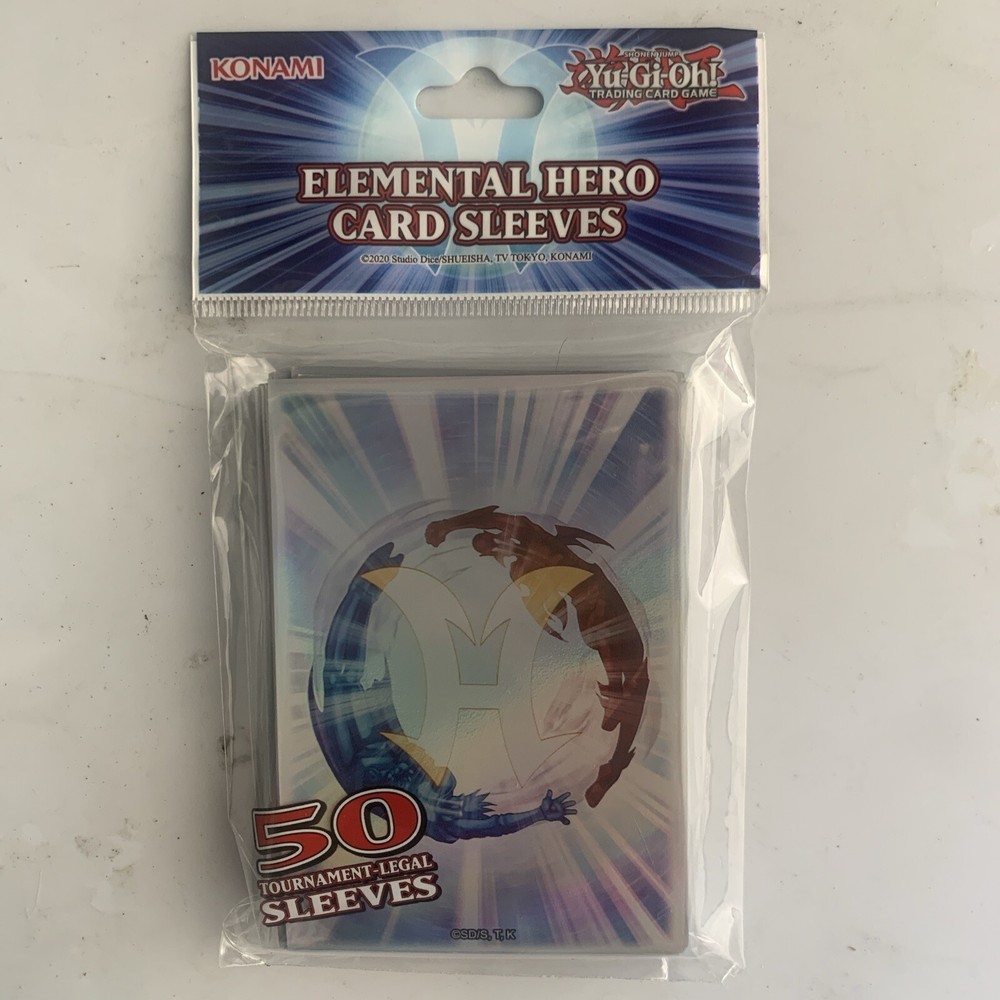 KONAMI
SHONEN JUMP
Yu-Gi-Oh!
TRADING CARD GAME
ELEMENTAL HERO
CARD SLEEVES
©2020 Studio Dice/SHUEISHA, TV TOKYO, KONAMI
50
TOURNAMENT-LEGAL
SLEEVES
©SD/S, T, K